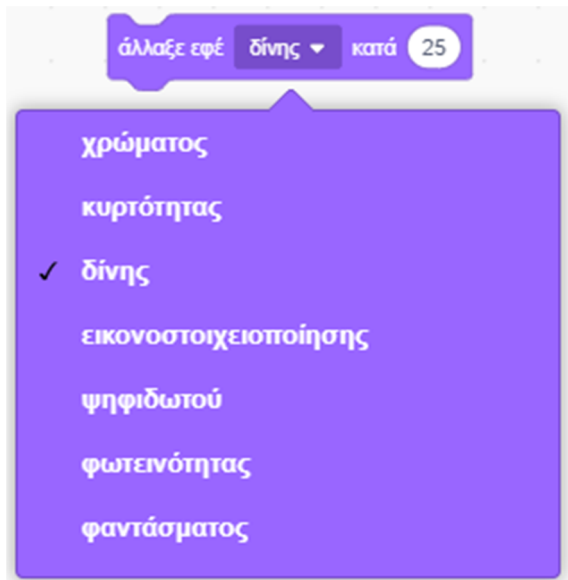 άλλαξε εφέ δίνης κατά 25
χρώματος
κυρτότητας
δίνης
εικονοστοιχειοποίησης
ψηφιδωτού
φωτεινότητας
φαντάσματος